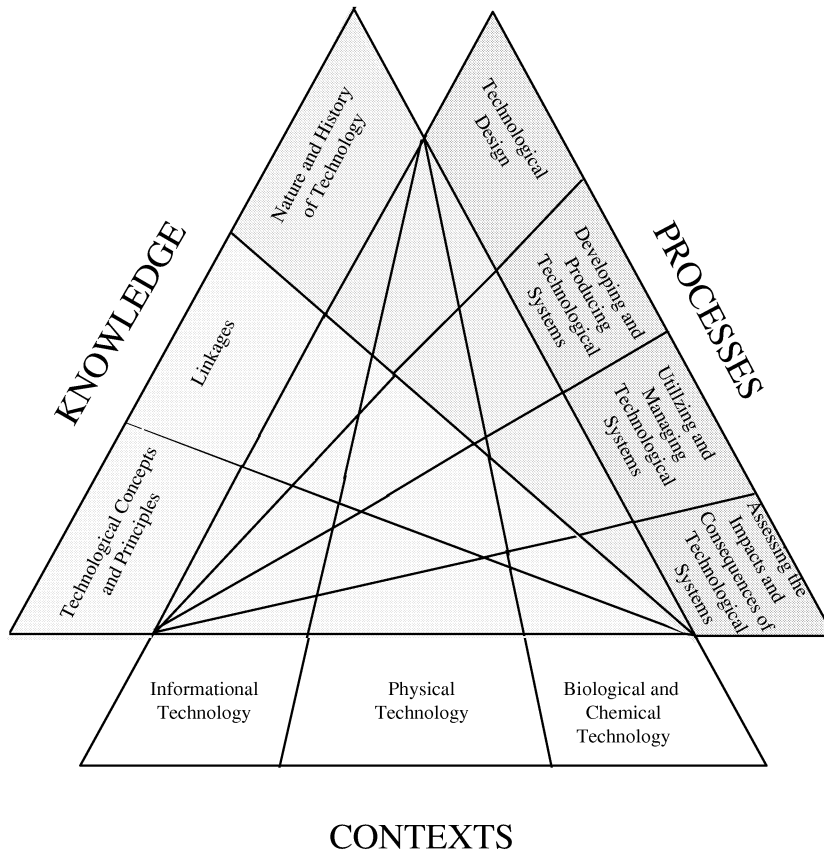 KNOWLEDGE
Nature and History
of Technology
Linkages
Technological Concepts
and Principles
PROCESSES
Technological
Design
Developing and
Producing
Technological
Systems
Utilizing and
Managing
Technological
Systems
Assessing the
Impacts and
Consequences of
Technological
Systems
Informational
Technology
Physical
Technology
Biological and
Chemical
Technology
CONTEXTS